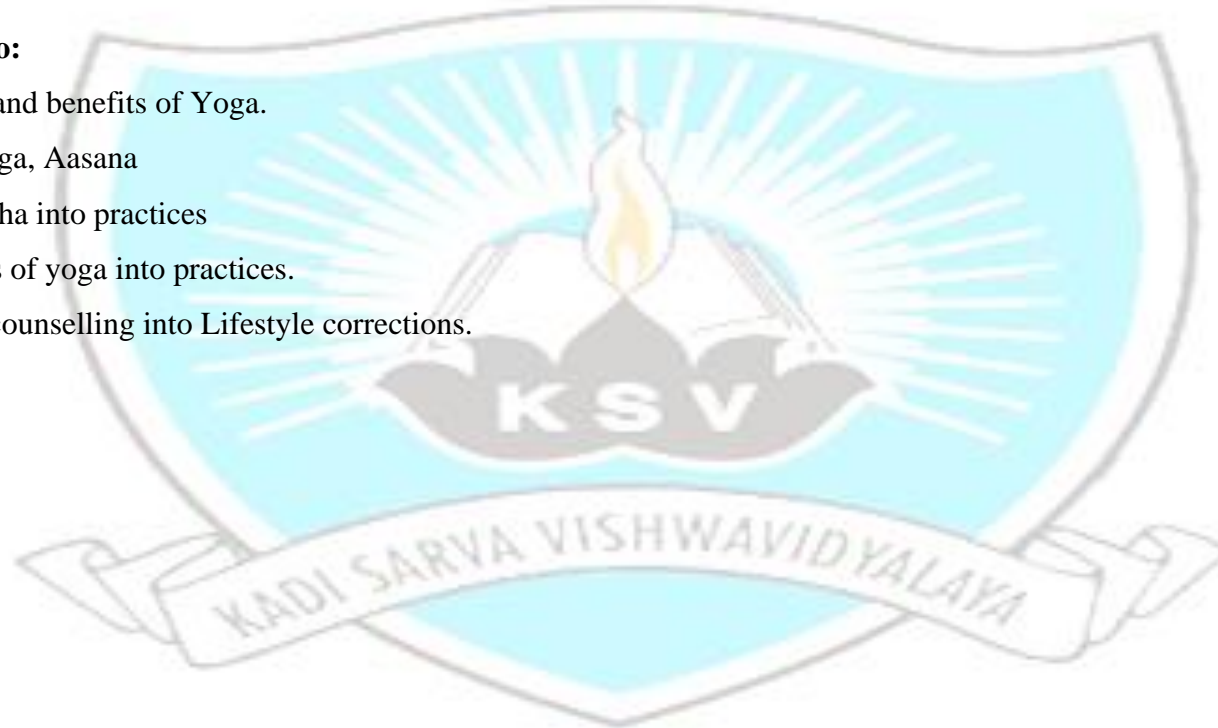 o:
and benefits of Yoga.
ga, Aasana
ha into practices
s of yoga into practices.
counselling into Lifestyle corrections.
KSV
KADI SARVA VISHWAVIDYALAYA